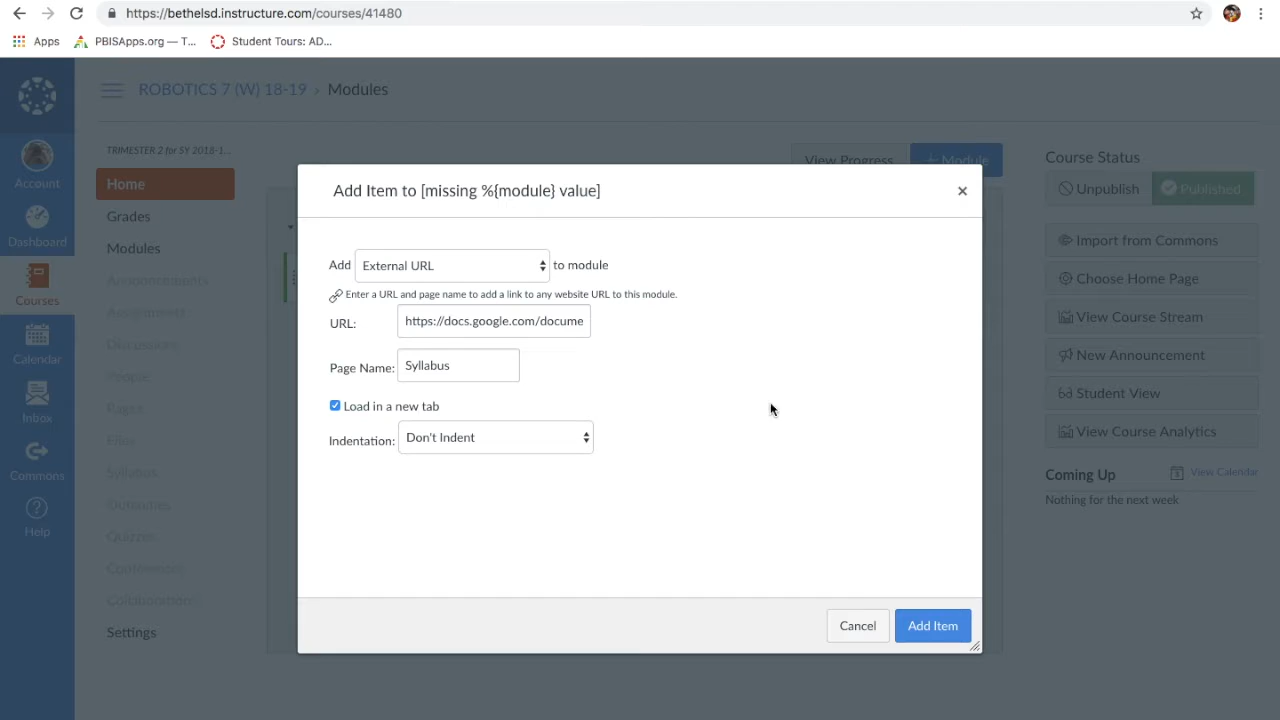 https://bethelsd.instructure.com/courses/41480
Apps PBISApps.org — T... Student Tours: AD...
ROBOTICS 7 (W) 18-19 › Modules
TRIMESTER 2 for SY 2018-1...
Account
Dashboard
Courses
Calendar
Inbox
Commons
Help
Home
Grades
Modules
Announcements
Assignments
Discussions
People
Pages
Files
Syllabus
Outcomes
Quizzes
Conferences
Collaborations
Settings
View Progress
+ Module
Add Item to [missing %{module} value]
Add External URL to module
Enter a URL and page name to add a link to any website URL to this module.
URL: https://docs.google.com/docume
Page Name: Syllabus
Load in a new tab
Indentation: Don't Indent
Cancel Add Item
Course Status
Unpublish Published
Import from Commons
Choose Home Page
View Course Stream
New Announcement
Student View
View Course Analytics
Coming Up View Calendar
Nothing for the next week